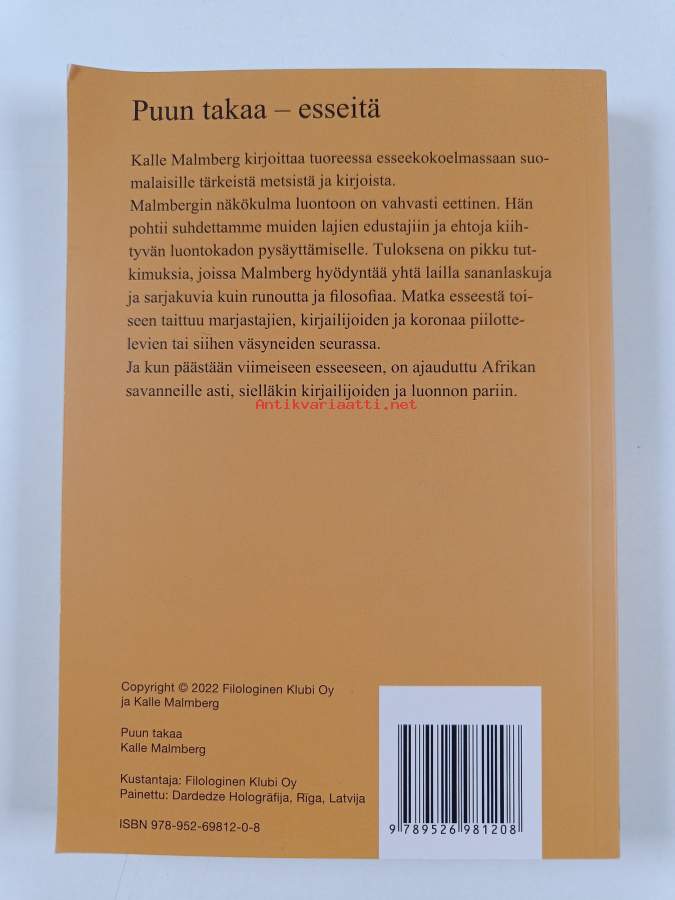 Puun takaa – esseitä
Kalle Malmberg kirjoittaa tuoreessa esseekokoelmassaan suo-
malaisille tärkeistä metsistä ja kirjoista.
Malmbergin näkökulma luontoon on vahvasti eettinen. Hän
pohtii suhdettamme muiden lajien edustajiin ja ehtoja kiih-
tyvän luontokadon pysäyttämiselle. Tuloksena on pikku tut-
kimuksia, joissa Malmberg hyödyntää yhtä lailla sananlaskuja
ja sarjakuvia kuin runoutta ja filosofiaa. Matka esseestä toi-
seen taittuu marjastajien, kirjailijoiden ja koronaa piilotte-
levien tai siihen väsyneiden seurassa.
Ja kun päästään viimeiseen esseeseen, on ajauduttu Afrikan
savanneille asti, sielläkin kirjailijoiden ja luonnon pariin.
Antikvariaatti.net
Copyright © 2022 Filologinen Klubi Oy
ja Kalle Malmberg
Puun takaa
Kalle Malmberg
Kustantaja: Filologinen Klubi Oy
Painettu: Dardedze Hologrāfija, Rīga, Latvija
ISBN 978-952-69812-0-8
9 789526 981208